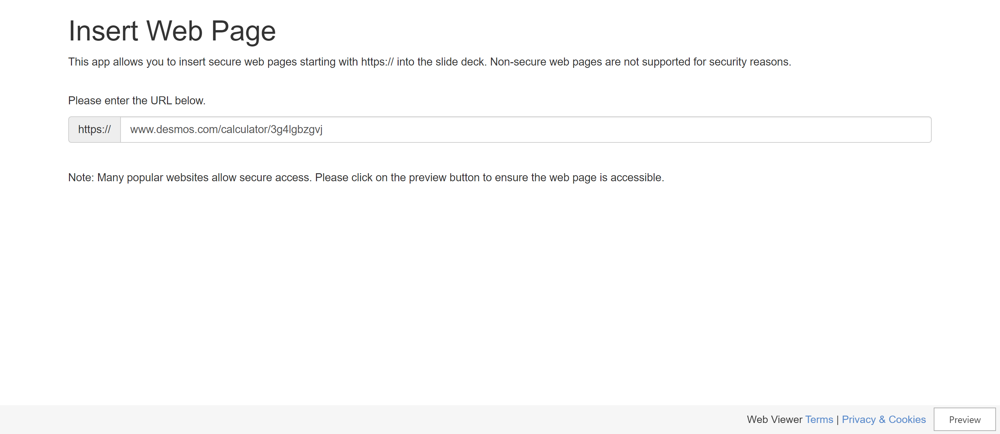 Insert Web Page
This app allows you to insert secure web pages starting with https:// into the slide deck. Non-secure web pages are not supported for security reasons.
Please enter the URL below.
https:// www.desmos.com/calculator/3g4lgbzgvj
Note: Many popular websites allow secure access. Please click on the preview button to ensure the web page is accessible.
Web Viewer Terms | Privacy & Cookies Preview